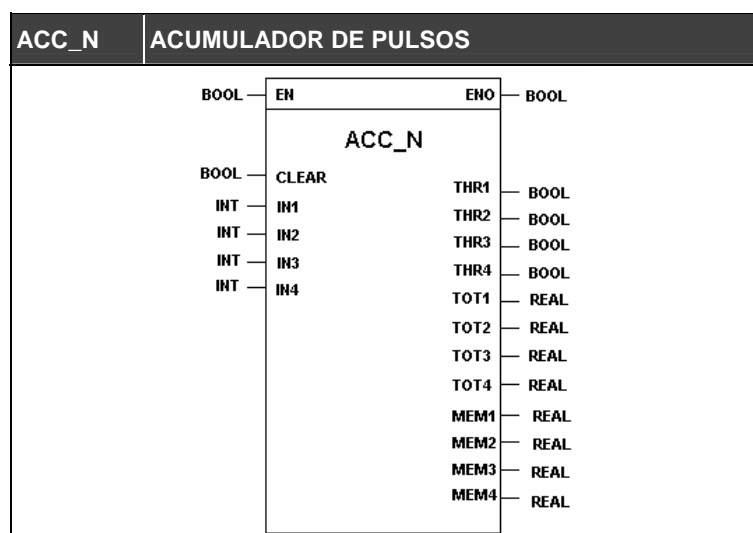 ACC_N ACUMULADOR DE PULSOS
BOOL EN ENO BOOL
ACC_N
BOOL CLEAR THR1 BOOL
INT IN1 THR2 BOOL
INT IN2 THR3 BOOL
INT IN3 THR4 BOOL
INT IN4 TOT1 REAL
TOT2 REAL
TOT3 REAL
TOT4 REAL
MEM1 REAL
MEM2 REAL
MEM3 REAL
MEM4 REAL